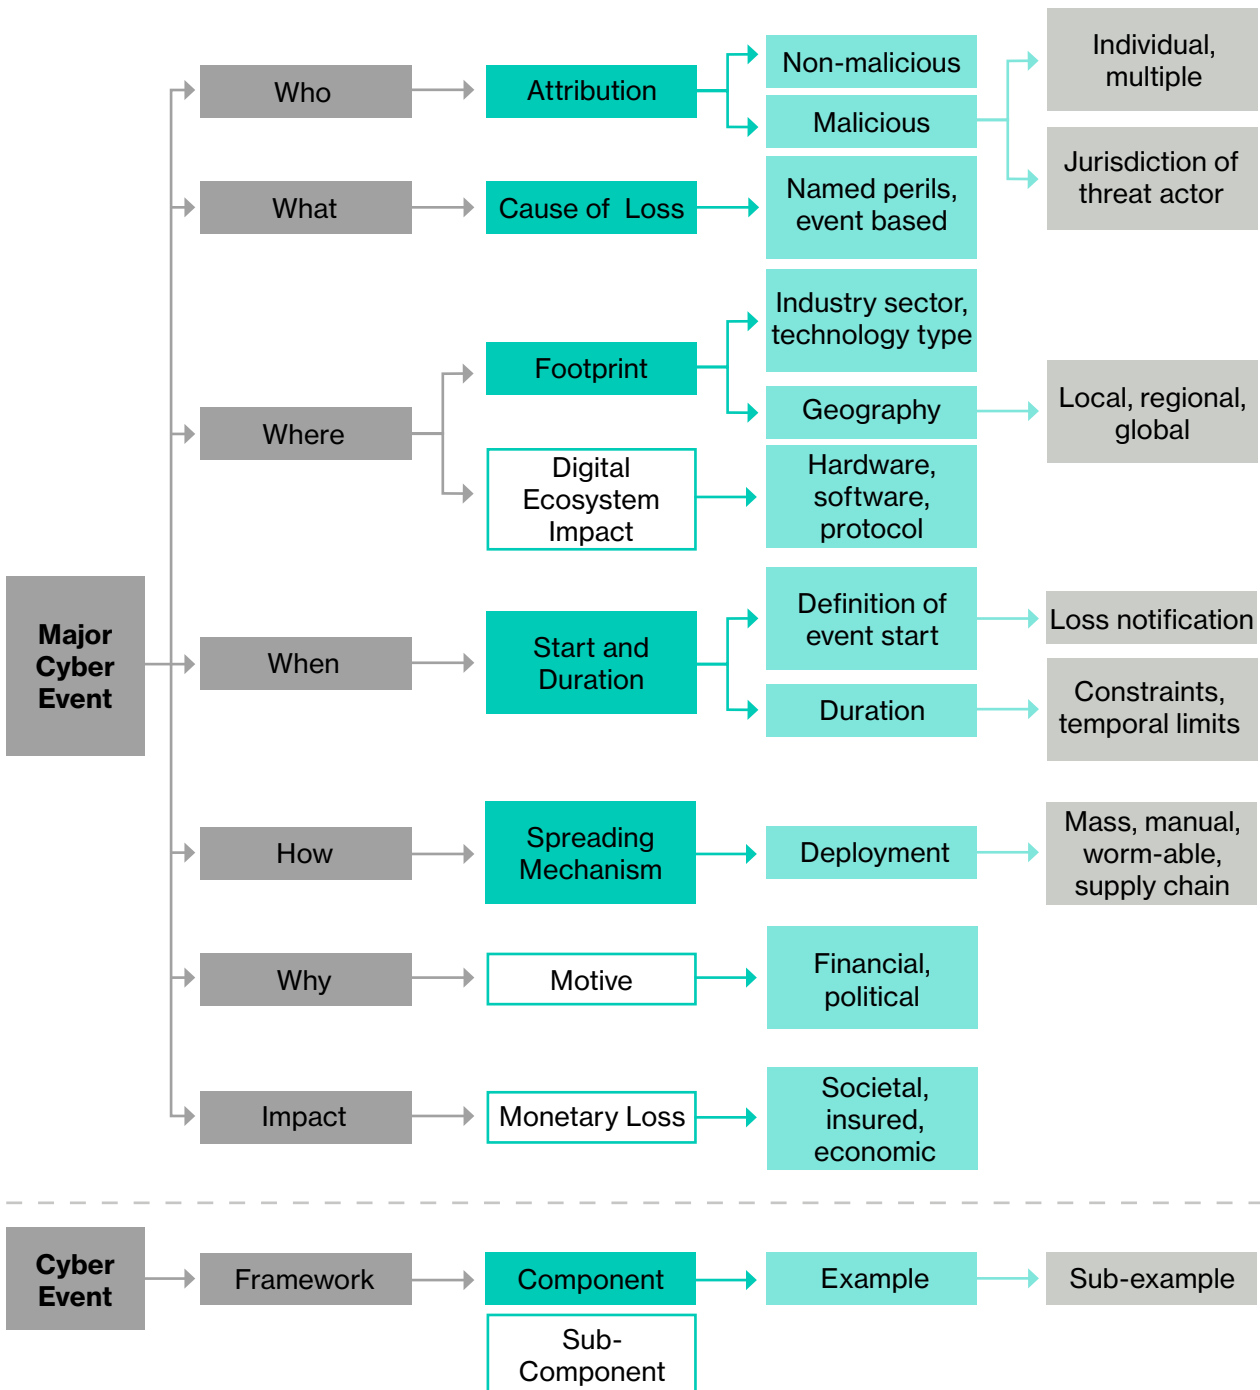 Who
Attribution
Non-malicious
Malicious
Individual,
multiple
Jurisdiction of
threat actor
What
Cause of Loss
Named perils,
event based
Where
Footprint
Industry sector,
technology type
Geography
Local, regional,
global
Digital
Ecosystem
Impact
Hardware,
software,
protocol
Major
Cyber
Event
When
Start and
Duration
Definition of
event start
Loss notification
Duration
Constraints,
temporal limits
How
Spreading
Mechanism
Deployment
Mass, manual,
worm-able,
supply chain
Why
Motive
Financial,
political
Impact
Monetary Loss
Societal,
insured,
economic
Cyber
Event
Framework
Component
Example
Sub-example
Sub-
Component